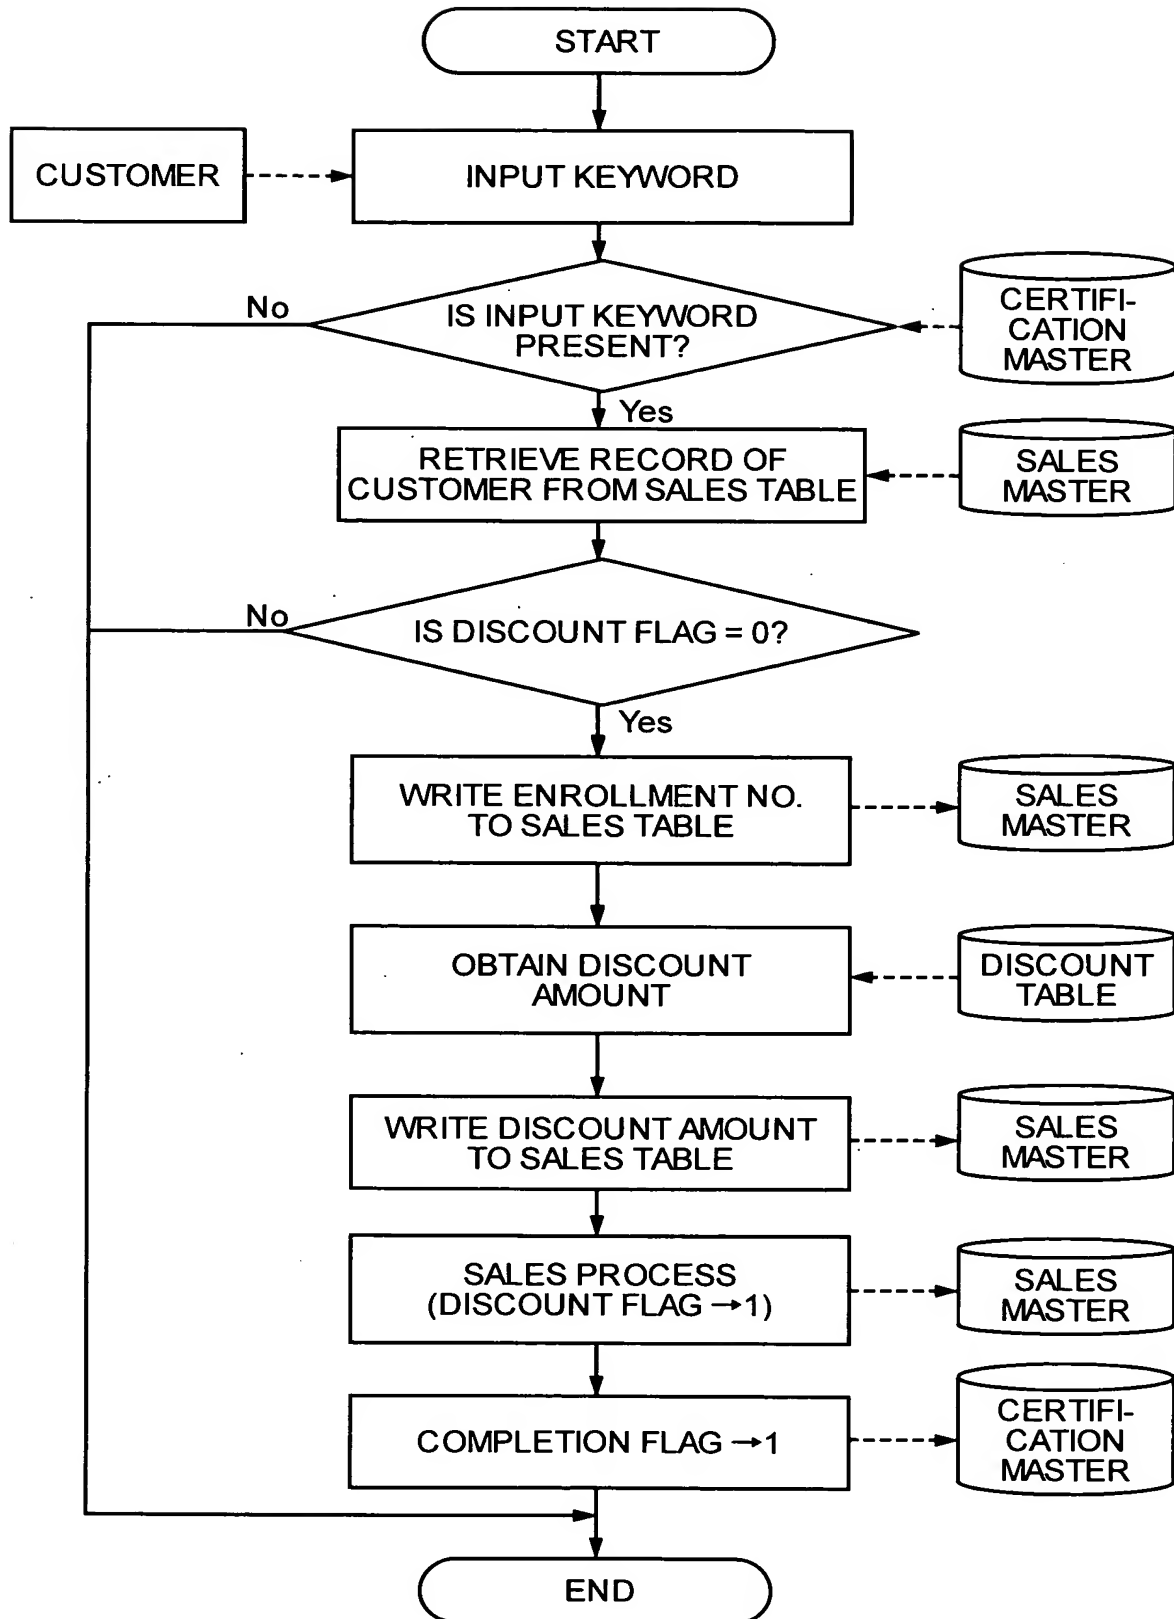 START
CUSTOMER
INPUT KEYWORD
No
IS INPUT KEYWORD
PRESENT?
CERTIFI-
CATION
MASTER
Yes
RETRIEVE RECORD OF
CUSTOMER FROM SALES TABLE
SALES
MASTER
No
IS DISCOUNT FLAG = 0?
Yes
WRITE ENROLLMENT NO.
TO SALES TABLE
SALES
MASTER
OBTAIN DISCOUNT
AMOUNT
DISCOUNT
TABLE
WRITE DISCOUNT AMOUNT
TO SALES TABLE
SALES
MASTER
SALES PROCESS
(DISCOUNT FLAG →1)
SALES
MASTER
COMPLETION FLAG →1
CERTIFI-
CATION
MASTER
END